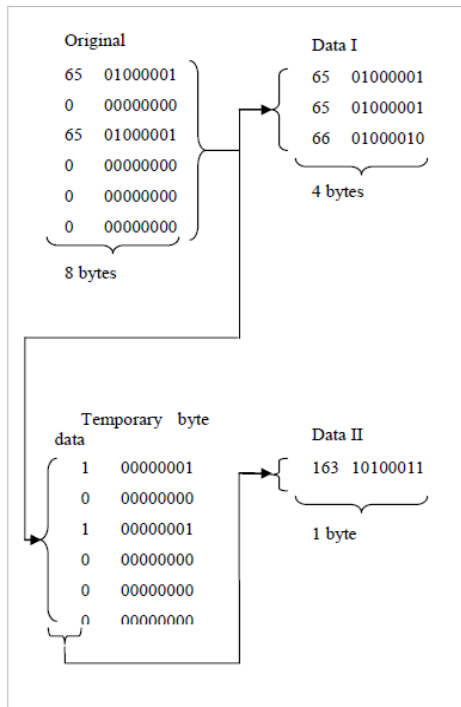 Original
65 01000001
0 00000000
65 01000001
0 00000000
0 00000000
0 00000000
8 bytes
Data I
65 01000001
65 01000001
66 01000010
4 bytes
Temporary byte
data
1 00000001
0 00000000
1 00000001
0 00000000
0 00000000
0 00000000
Data II
163 10100011
1 byte